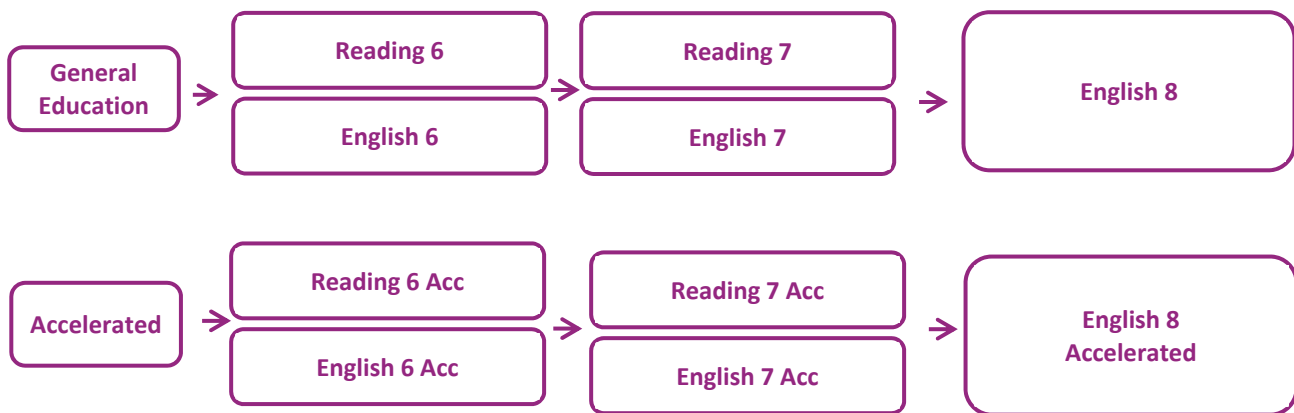 General
Education
Reading 6
English 6
Reading 7
English 7
English 8
Accelerated
Reading 6 Acc
English 6 Acc
Reading 7 Acc
English 7 Acc
English 8
Accelerated